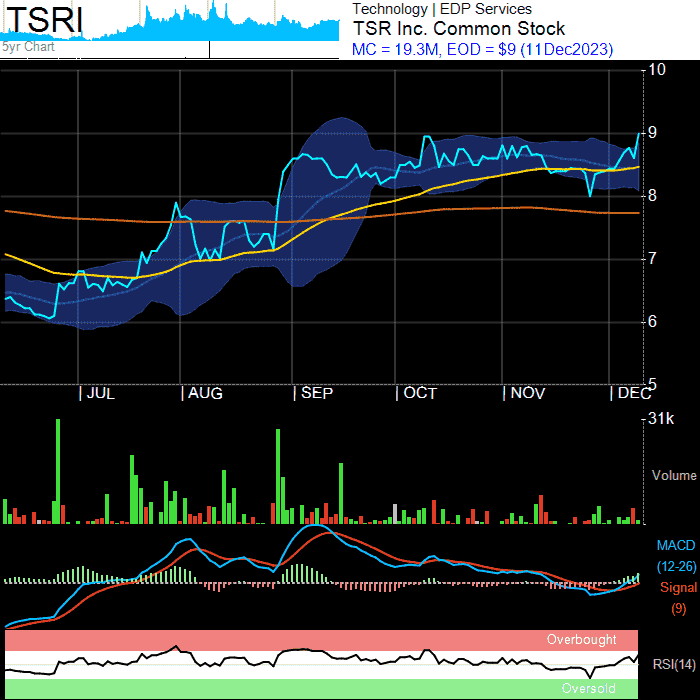 TSRI
5yr Chart
Technology | EDP Services
TSR Inc. Common Stock
MC = 19.3M, EOD = $9 (11Dec2023)
10
9
8
7
6
5
JUL
AUG
SEP
OCT
NOV
DEC
31k
Volume
MACD
(12-26)
Signal
(9)
Overbought
RSI(14)
Oversold